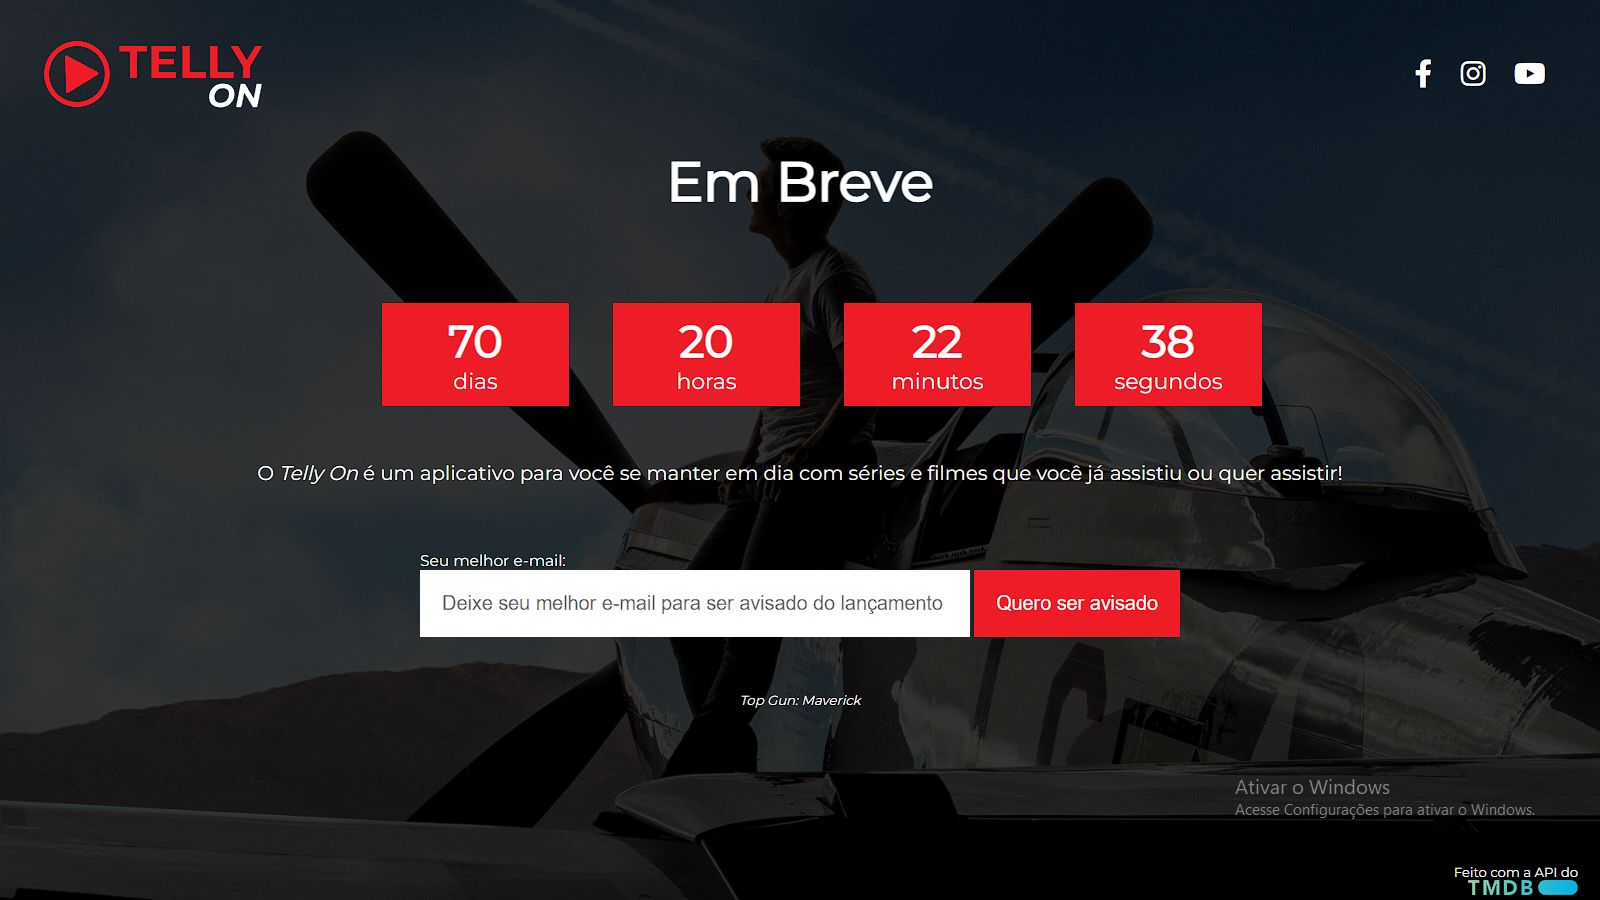 TELLY
ON
Em Breve
70
dias
20
horas
22
minutos
38
segundos
O Telly On é um aplicativo para você se manter em dia com séries e filmes que você já assistiu ou quer assistir!
Seu melhor e-mail:
Deixe seu melhor e-mail para ser avisado do lançamento
Quero ser avisado
Top Gun: Maverick
Ativar o Windows
Acesse Configurações para ativar o Windows.
Feito com a API do
TMDB